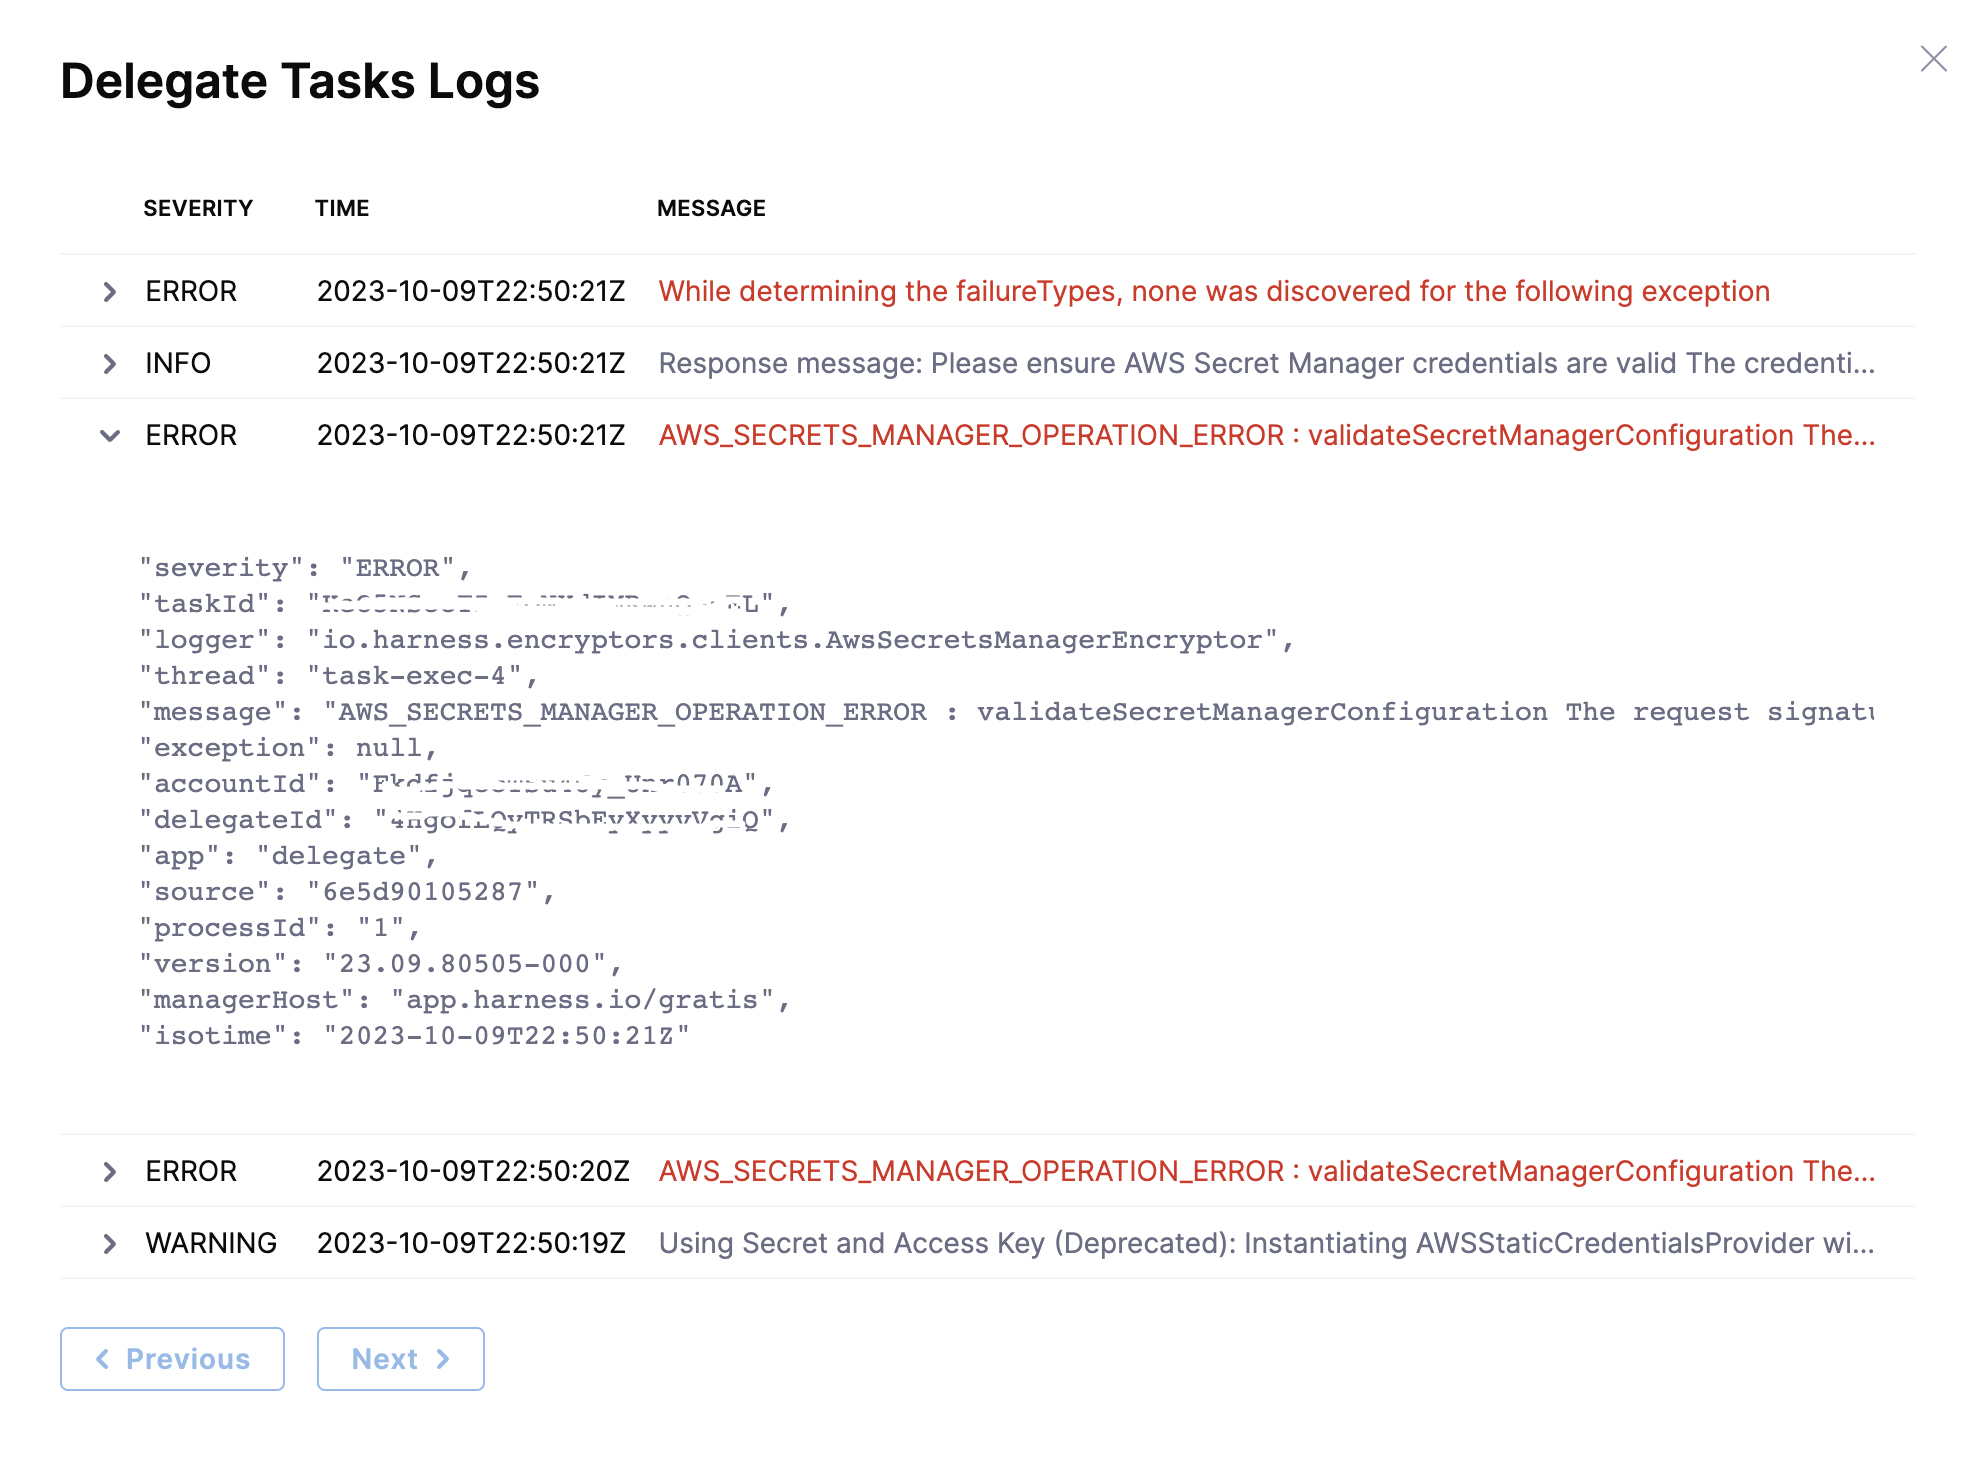 Delegate Tasks Logs
SEVERITY TIME MESSAGE
ERROR 2023-10-09T22:50:21Z While determining the failureTypes, none was discovered for the following exception
INFO 2023-10-09T22:50:21Z Response message: Please ensure AWS Secret Manager credentials are valid The credenti...
ERROR 2023-10-09T22:50:21Z AWS_SECRETS_MANAGER_OPERATION_ERROR : validateSecretManagerConfiguration The...
"severity": "ERROR",
"taskId":
"logger": "io.harness.encryptors.clients.AwsSecretsManagerEncryptor",
"thread": "task-exec-4",
"message": "AWS_SECRETS_MANAGER_OPERATION_ERROR : validateSecretManagerConfiguration The request signatu
"exception": null,
"accountId":
"delegateId":
"app": "delegate",
"source": "6e5d90105287",
"processId": "1",
"version": "23.09.80505-000",
"managerHost": "app.harness.io/gratis",
"isotime": "2023-10-09T22:50:21Z"
ERROR 2023-10-09T22:50:20Z AWS_SECRETS_MANAGER_OPERATION_ERROR : validateSecretManagerConfiguration The...
WARNING 2023-10-09T22:50:19Z Using Secret and Access Key (Deprecated): Instantiating AWSStaticCredentialsProvider wi...
Previous Next